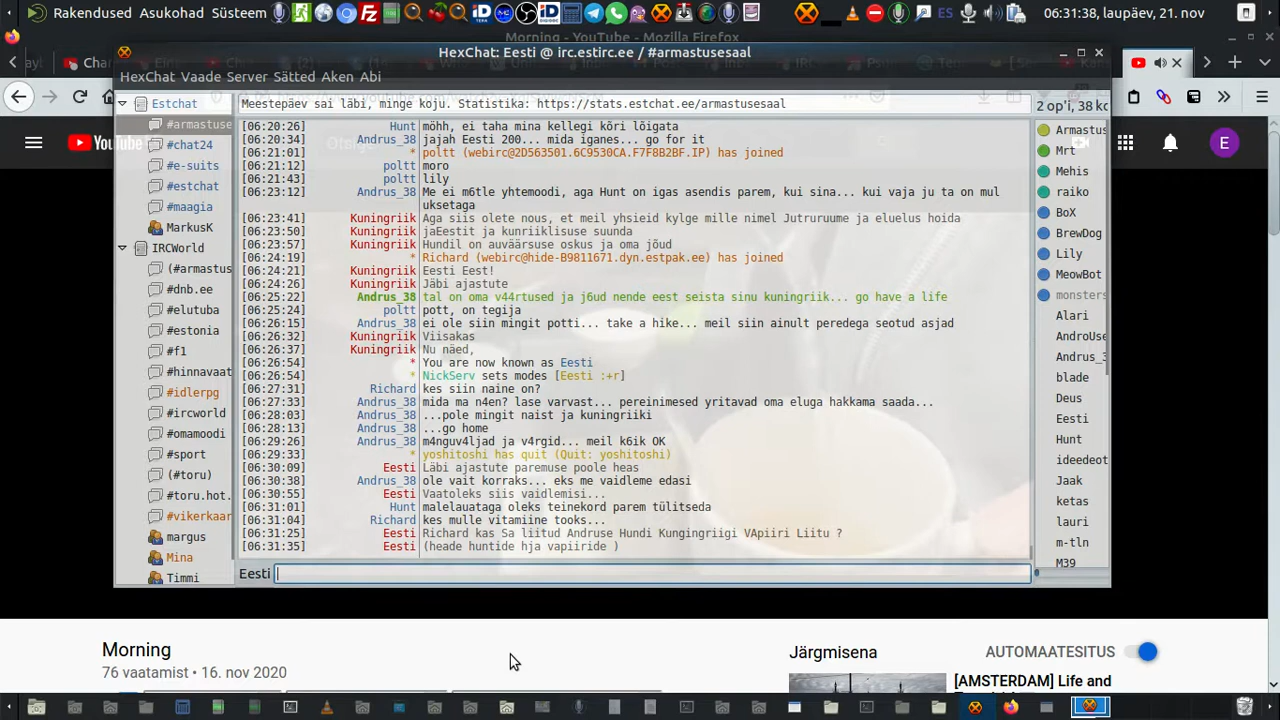 Rakendused Asukohad Süsteem
ES
06:31:38, laupäev, 21. nov
Morning - YouTube - Mozilla Firefox
HexChat: Eesti @ irc.estirc.ee / #armastusesaal
HexChat Vaade Server Sätted Aken Abi
Estchat
#armastuse
#chat24
#e-suits
#estchat
#maagia
MarkusK
IRCWorld
(#armastus
#dnb.ee
#elutuba
#estonia
#f1
#hinnavaat
#idlerpg
#ircworld
#omamoodi
#sport
(#toru)
#toru.hot.
#vikerkaar
margus
Mina
Timmi
Meestepäev sai läbi, minge koju. Statistika: https://stats.estchat.ee/armastusesaal
[06:20:26] Hunt möhh, ei taha mina kellegi kõri lõigata
[06:20:34] Andrus_38 jajah Eesti 200... mida iganes... go for it
[06:21:01] * poltt (webirc@2D563501.6C9530CA.F7F8B2BF.IP) has joined
[06:21:12] poltt moro
[06:21:43] poltt lily
[06:23:12] Andrus_38 Me ei m6tle yhtemoodi, aga Hunt on igas asendis parem, kui sina... kui vaja ju ta on mul
uksetaga
[06:23:41] Kuningriik Aga siis olete nous, et meil yhsieid kylge mille nimel Jutruruume ja eluelus hoida
[06:23:50] Kuningriik jaEestit ja kunriiklisuse suunda
[06:23:57] Kuningriik Hundil on auväärsuse oskus ja oma jõud
[06:24:19] * Richard (webirc@hide-B9811671.dyn.estpak.ee) has joined
[06:24:21] Kuningriik Eesti Eest!
[06:24:26] Kuningriik Jäbi ajastute
[06:25:22] Andrus_38 tal on oma v44rtused ja j6ud nende eest seista sinu kuningriik... go have a life
[06:25:24] poltt pott, on tegija
[06:26:15] Andrus_38 ei ole siin mingit potti... take a hike... meil siin ainult peredega seotud asjad
[06:26:32] Kuningriik Viisakas
[06:26:37] Kuningriik Nu näed,
[06:26:54] * You are now known as Eesti
[06:26:54] * NickServ sets modes [Eesti :+r]
[06:27:31] Richard kes siin naine on?
[06:27:33] Andrus_38 mida ma n4en? lase varvast... pereinimesed yritavad oma eluga hakkama saada...
[06:28:03] Andrus_38 ...pole mingit naist ja kuningriiki
[06:28:13] Andrus_38 ...go home
[06:29:26] Andrus_38 m4nguv4ljad ja v4rgid... meil k6ik OK
[06:29:33] * yoshitoshi has quit (Quit: yoshitoshi)
[06:30:09] Eesti Läbi ajastute paremuse poole heas
[06:30:38] Andrus_38 ole vait korraks... eks me vaidleme edasi
[06:30:55] Eesti Vaatoleks siis vaidlemisi...
[06:31:01] Hunt malelauataga oleks teinekord parem tülitseda
[06:31:04] Richard kes mulle vitamiine tooks...
[06:31:25] Eesti Richard kas Sa liitud Andruse Hundi Kungingriigi VApiiri Liitu ?
[06:31:35] Eesti (heade huntide hja vapiiride )
Eesti
2 op'i, 38 kc
Armastus
Mrt
Mehis
raiko
BoX
BrewDog
Lily
MeowBot
monsters
Alari
AndroUse
Andrus_3
blade
Deus
Eesti
Hunt
ideedeot
Jaak
ketas
lauri
m-tln
M39
E
Morning
76 vaatamist • 16. nov 2020
Järgmisena
AUTOMAATESITUS
[AMSTERDAM] Life and